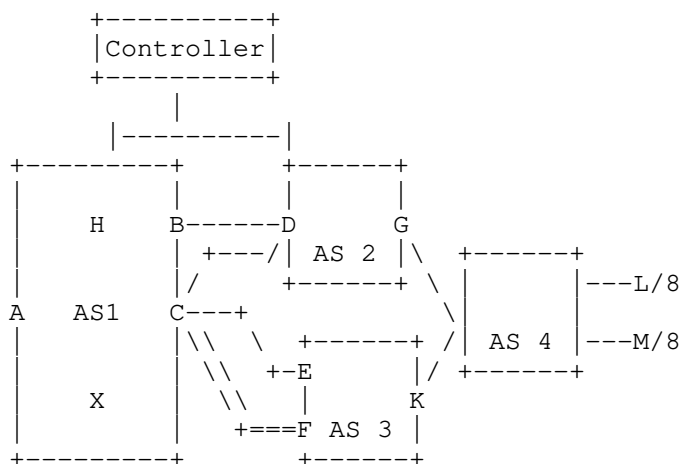 Controller
H B D G
AS 2
L/8
A AS1 C
AS 4 M/8
E
X K
F AS 3